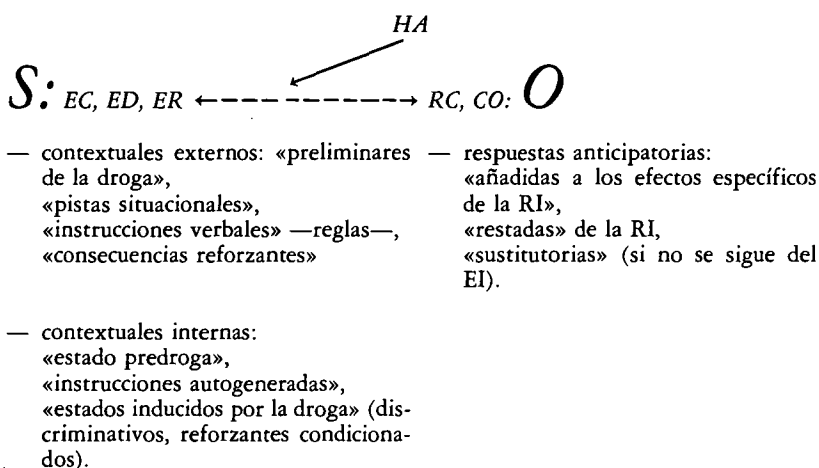 HA
S: EC, ED, ER ←---- ------→ RC, CO: O
— contextuales externos: «preliminares
de la droga»,
«pistas situacionales»,
«instrucciones verbales» —reglas—,
«consecuencias reforzantes»
— contextuales internas:
«estado predroga»,
«instrucciones autogeneradas»,
«estados inducidos por la droga» (dis-
criminativos, reforzantes condiciona-
dos).
— respuestas anticipatorias:
«añadidas a los efectos específicos
de la RI»,
«restadas» de la RI,
«sustitutorias» (si no se sigue del
EI).